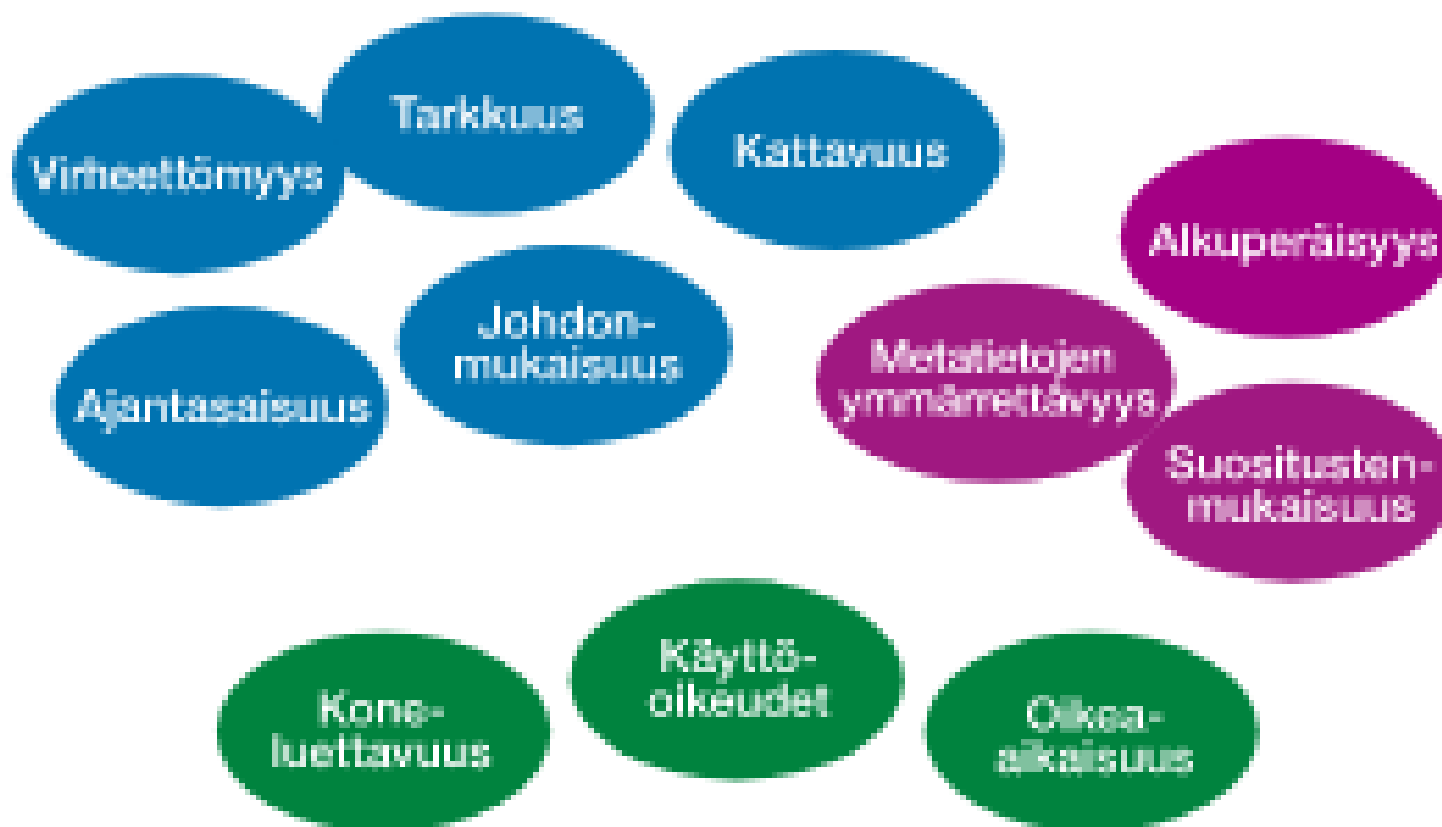 Virheettömyys
Tarkkuus
Kattavuus
Alkuperäisyys
Ajantasaisuus
Johdon-
mukaisuus
Metatietojen
ymmärrettävyys
Suositusten-
mukaisuus
Kone-
luettavuus
Käyttö-
oikeudet
Oikea-
aikaisuus